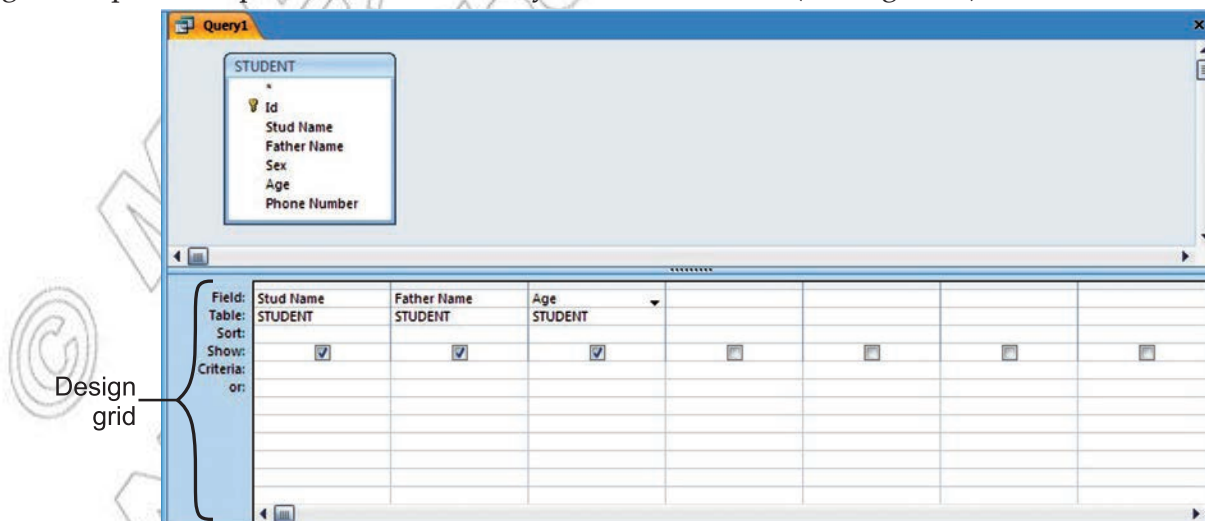 Query1
STUDENT
*
Id
Stud Name
Father Name
Sex
Age
Phone Number
Field: Stud Name Father Name Age
Table: STUDENT STUDENT STUDENT
Sort:
Show:
Criteria:
or:
Design
grid